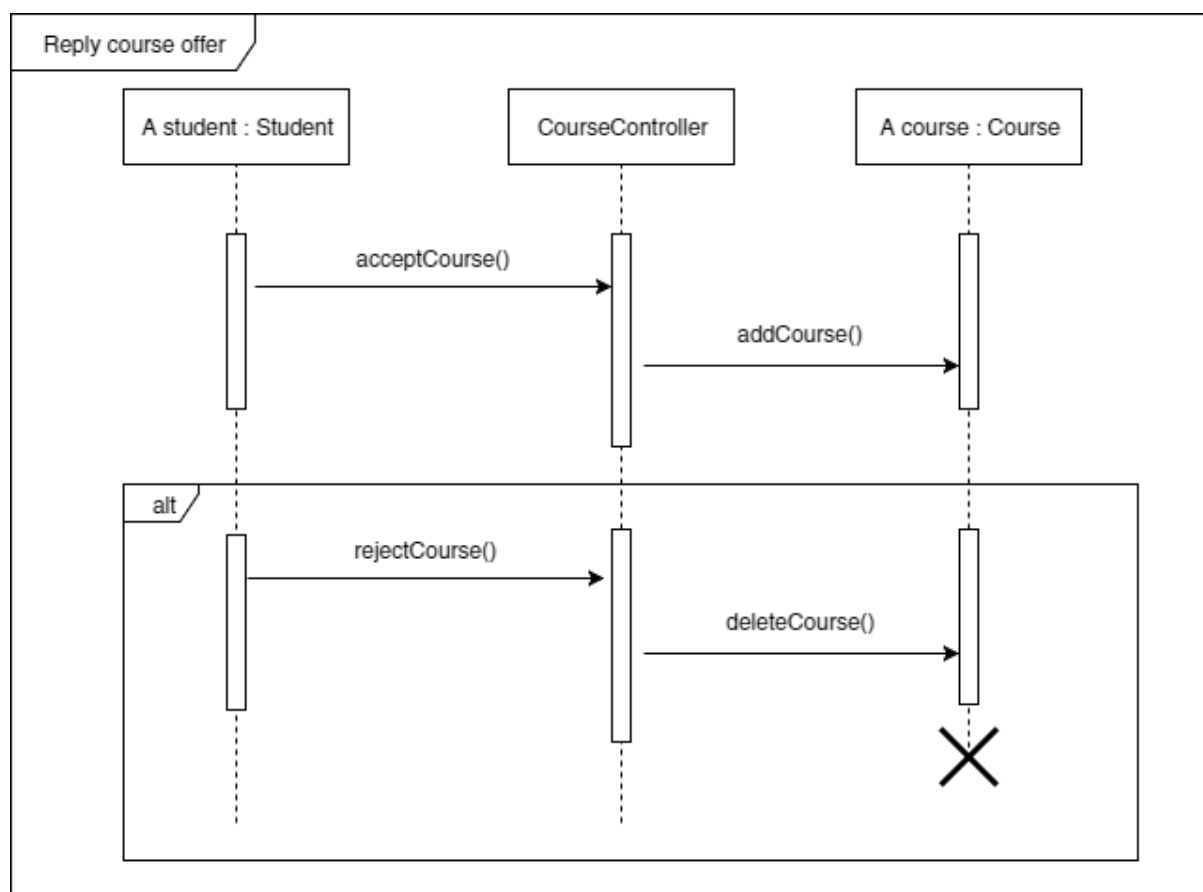 Reply course offer
A student : Student
CourseController
A course : Course
acceptCourse()
addCourse()
alt
rejectCourse()
deleteCourse()